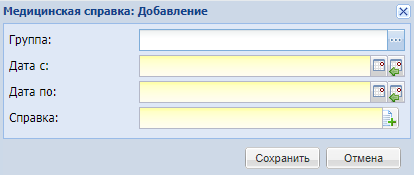 Медицинская справка: Добавление
Группа:
Дата с:
Дата по:
Справка:
Сохранить Отмена